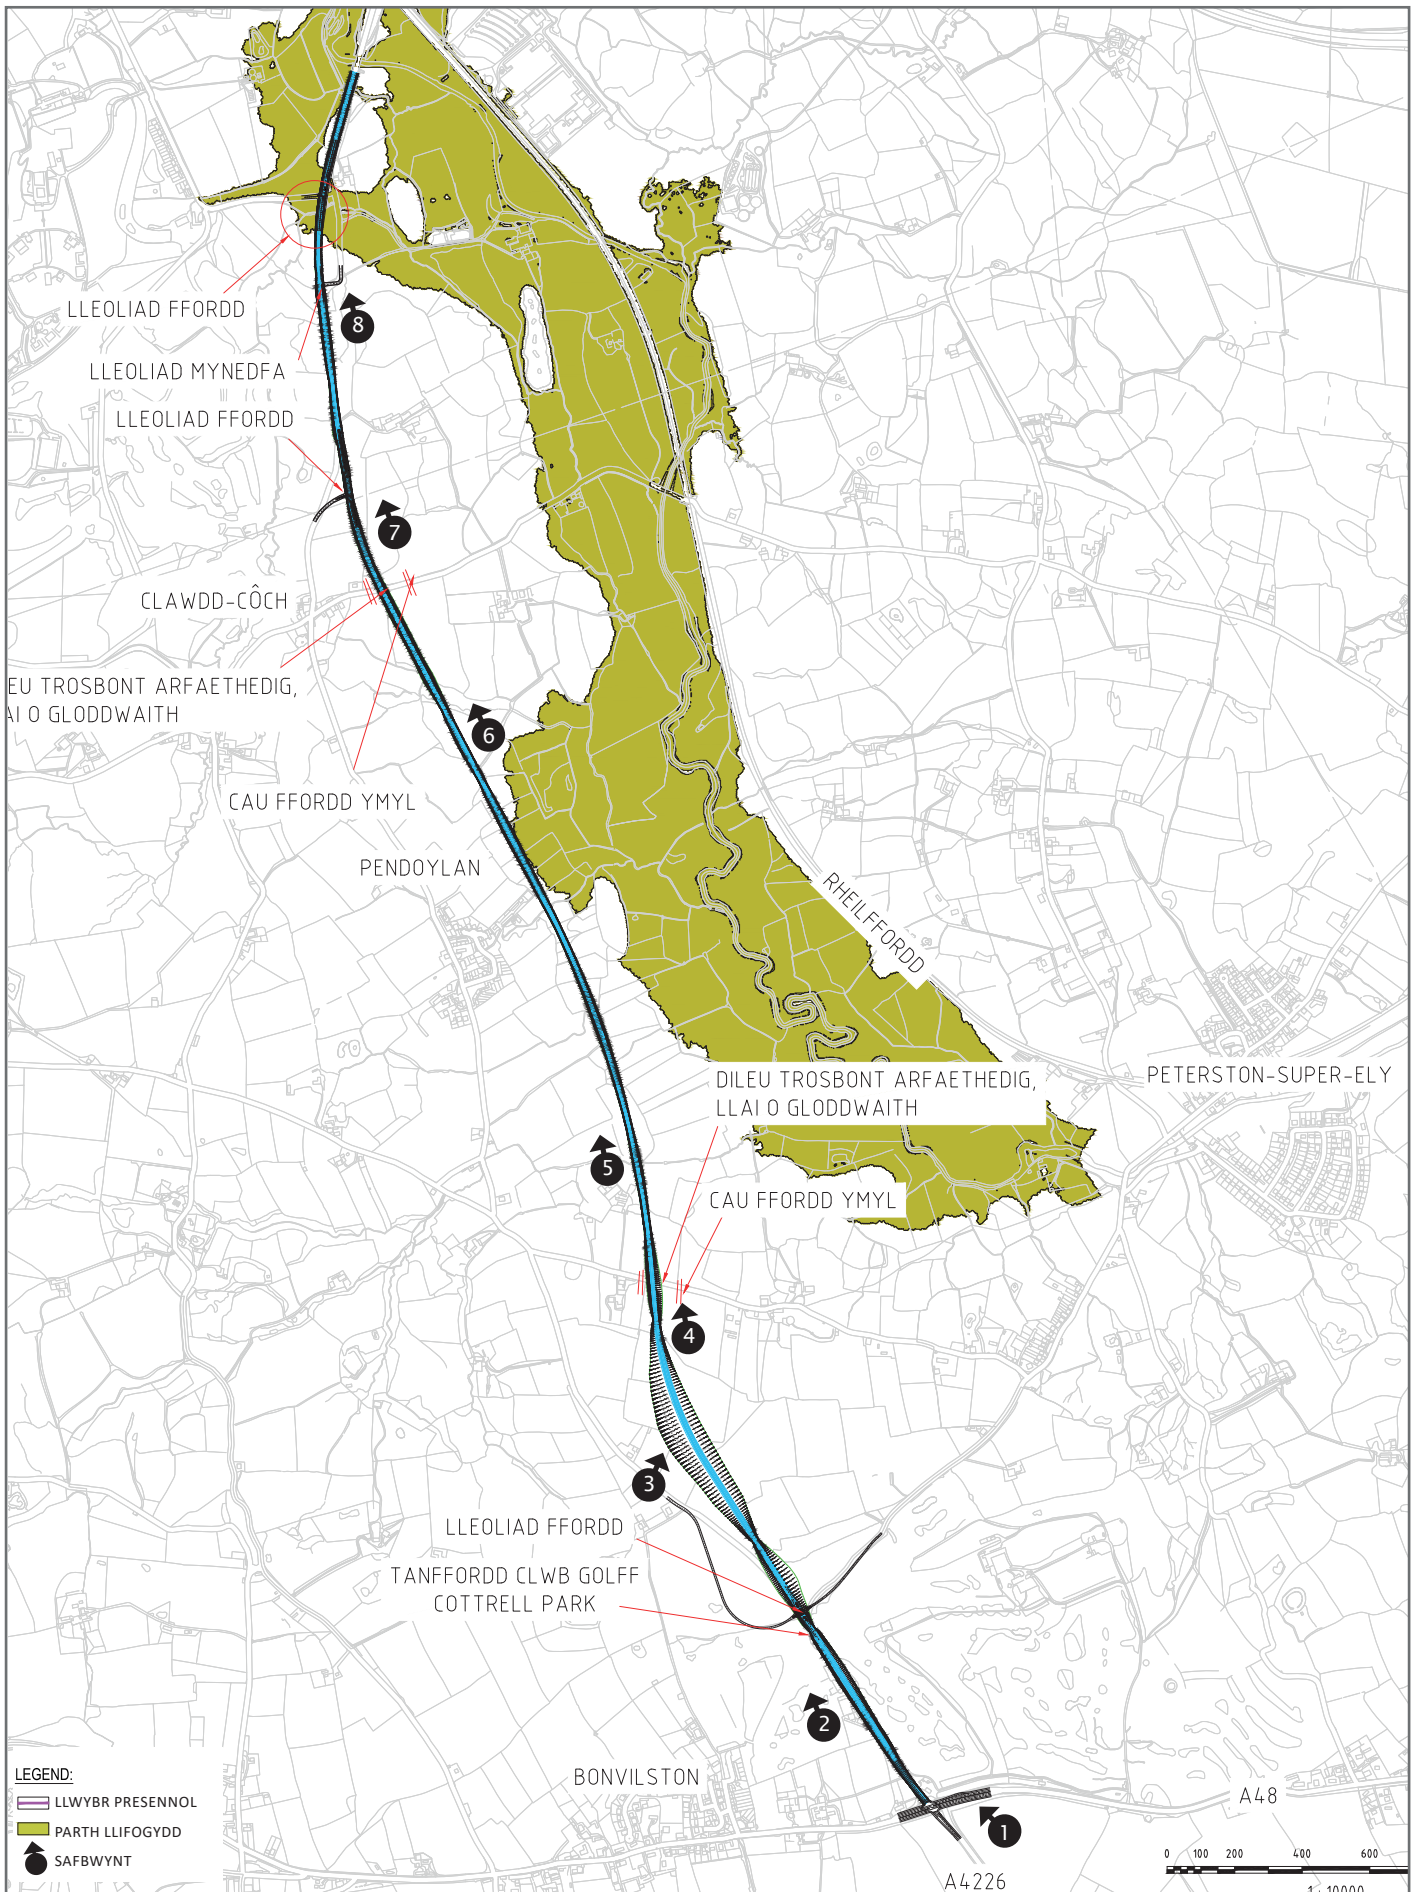 LLEOLIAD FFORDD
8
LLEOLIAD MYNEDFA
LLEOLIAD FFORDD
7
CLAWDD-CÔCH
EU TROSBONT ARFAETHEDIG,
AI O GLODDWAITH
6
CAU FFORDD YMYL
PENDOYLAN
RHEILFFORDD
DILEU TROSBONT ARFAETHEDIG,
LLAI O GLODDWAITH
PETERSTON-SUPER-ELY
5
CAU FFORDD YMYL
4
3
LLEOLIAD FFORDD
TANFFORDD CLWB GOLFF
COTTRELL PARK
2
BONVILSTON
A48
1
A4226
LEGEND:
LLWYBR PRESENNOL
PARTH LLIFOGYDD
SAFBWYNT
0 100 200 400 600
1:10000